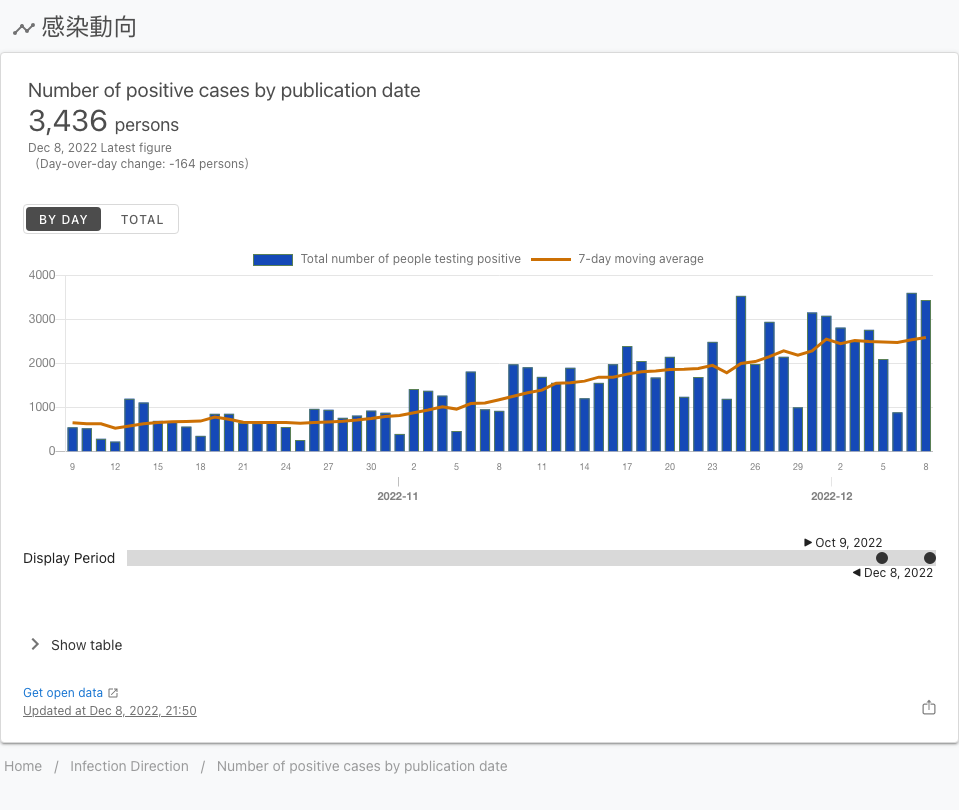 感染動向
Number of positive cases by publication date
3,436 persons
Dec 8, 2022 Latest figure
(Day-over-day change: -164 persons)
BY DAY TOTAL
Total number of people testing positive 7-day moving average
4000
3000
2000
1000
0
9 12 15 18 21 24 27 30 2 5 8 11 14 17 20 23 26 29 2 5 8
2022-11 2022-12
▶ Oct 9, 2022
Display Period
◀ Dec 8, 2022
Show table
Get open data
Updated at Dec 8, 2022, 21:50
Home / Infection Direction / Number of positive cases by publication date